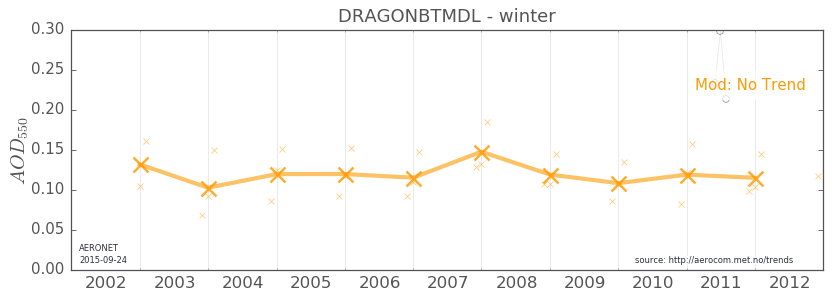 DRAGONBTMDL - winter
0.30
0.25
0.20
0.15
0.10
0.05
0.00
AOD550
Mod: No Trend
AERONET
2015-09-24
source: http://aerocom.met.no/trends
2002 2003 2004 2005 2006 2007 2008 2009 2010 2011 2012